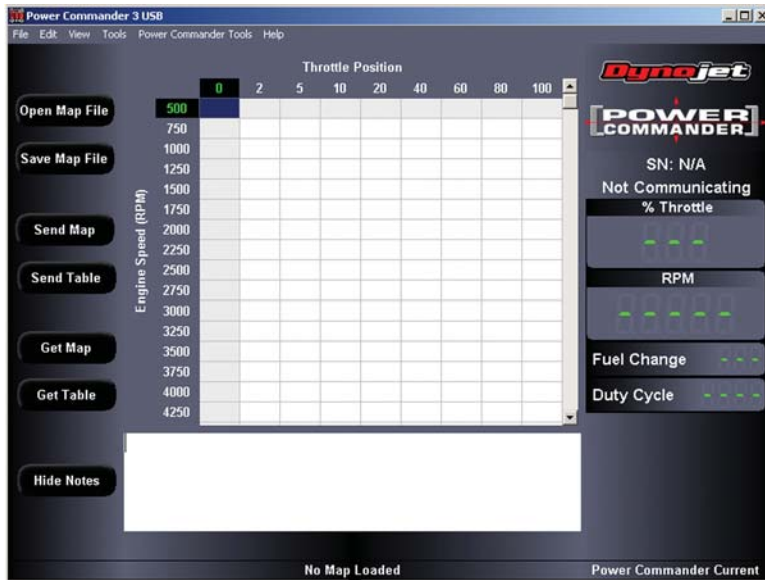 Power Commander 3 USB
File Edit View Tools Power Commander Tools Help
Throttle Position
0 2 5 10 20 40 60 80 100
Engine Speed (RPM)
500
750
1000
1250
1500
1750
2000
2250
2500
2750
3000
3250
3500
3750
4000
4250
Open Map File
Save Map File
Send Map
Send Table
Get Map
Get Table
Hide Notes
Dynojet
POWER
COMMANDER
SN: N/A
Not Communicating
% Throttle
- - -
RPM
- - - - -
Fuel Change - - -
Duty Cycle - - - -
No Map Loaded
Power Commander Current